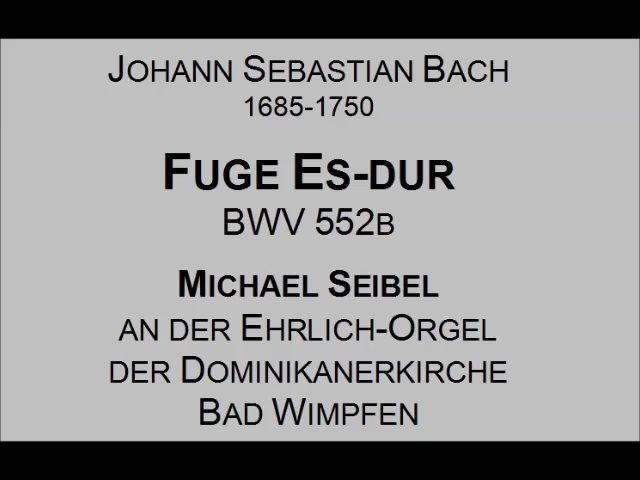 Johann Sebastian Bach
1685-1750
Fuge Es-dur
BWV 552b
Michael Seibel
an der Ehrlich-Orgel
der Dominikanerkirche
Bad Wimpfen